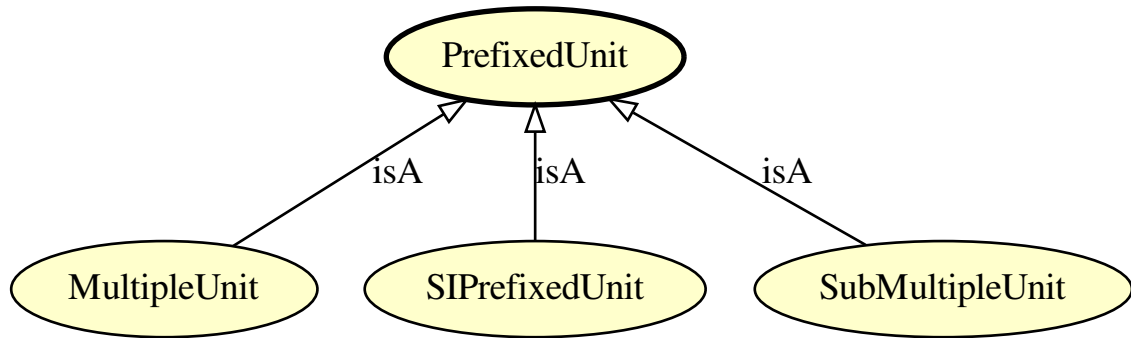 PrefixedUnit
isA
isA
isA
MultipleUnit
SIPrefixedUnit
SubMultipleUnit